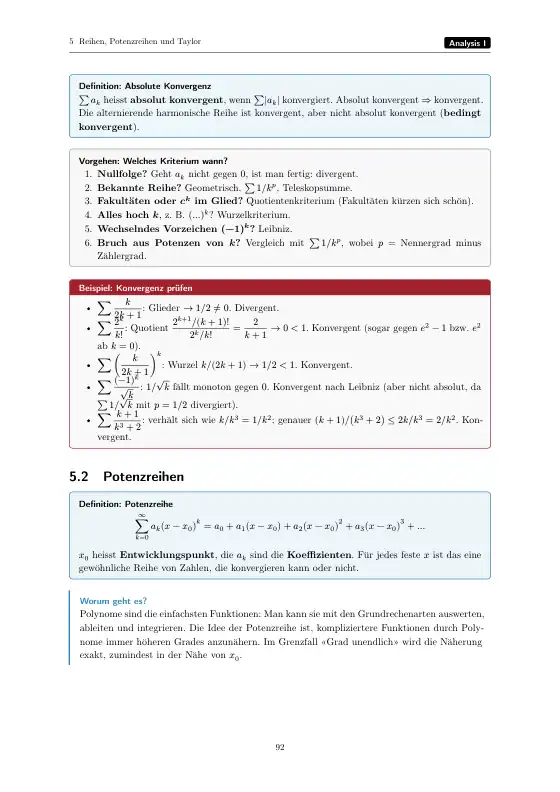 5 Reihen, Potenzreihen und Taylor
Analysis I
Definition: Absolute Konvergenz
∑ a_k heisst absolut konvergent, wenn ∑|a_k| konvergiert. Absolut konvergent ⇒ konvergent.
Die alternierende harmonische Reihe ist konvergent, aber nicht absolut konvergent (bedingt
konvergent).
Vorgehen: Welches Kriterium wann?
1. Nullfolge? Geht a_k nicht gegen 0, ist man fertig: divergent.
2. Bekannte Reihe? Geometrisch, ∑ 1/k^p, Teleskopsumme.
3. Fakultäten oder c^k im Glied? Quotientenkriterium (Fakultäten kürzen sich schön).
4. Alles hoch k, z. B. (...)^k? Wurzelkriterium.
5. Wechselndes Vorzeichen (−1)^k? Leibniz.
6. Bruch aus Potenzen von k? Vergleich mit ∑ 1/k^p, wobei p = Nennergrad minus
Zählergrad.
Beispiel: Konvergenz prüfen
• ∑ k/(2k + 1): Glieder → 1/2 ≠ 0. Divergent.
• ∑ 2^k/k!: Quotient (2^{k+1}/(k + 1)!)/(2^k/k!) = 2/(k + 1) → 0 < 1. Konvergent (sogar gegen e² − 1 bzw. e²
ab k = 0).
• ∑ (k/(2k + 1))^k: Wurzel k/(2k + 1) → 1/2 < 1. Konvergent.
• ∑ (−1)^k/√k: 1/√k fällt monoton gegen 0. Konvergent nach Leibniz (aber nicht absolut, da
∑ 1/√k mit p = 1/2 divergiert).
• ∑ (k + 1)/(k³ + 2): verhält sich wie k/k³ = 1/k²; genauer (k + 1)/(k³ + 2) ≤ 2k/k³ = 2/k². Kon-
vergent.
5.2 Potenzreihen
Definition: Potenzreihe
∑_{k=0}^{∞} a_k(x − x_0)^k = a_0 + a_1(x − x_0) + a_2(x − x_0)² + a_3(x − x_0)³ + ...
x_0 heisst Entwicklungspunkt, die a_k sind die Koeffizienten. Für jedes feste x ist das eine
gewöhnliche Reihe von Zahlen, die konvergieren kann oder nicht.
Worum geht es?
Polynome sind die einfachsten Funktionen: Man kann sie mit den Grundrechenarten auswerten,
ableiten und integrieren. Die Idee der Potenzreihe ist, kompliziertere Funktionen durch Poly-
nome immer höheren Grades anzunähern. Im Grenzfall «Grad unendlich» wird die Näherung
exakt, zumindest in der Nähe von x_0.
92